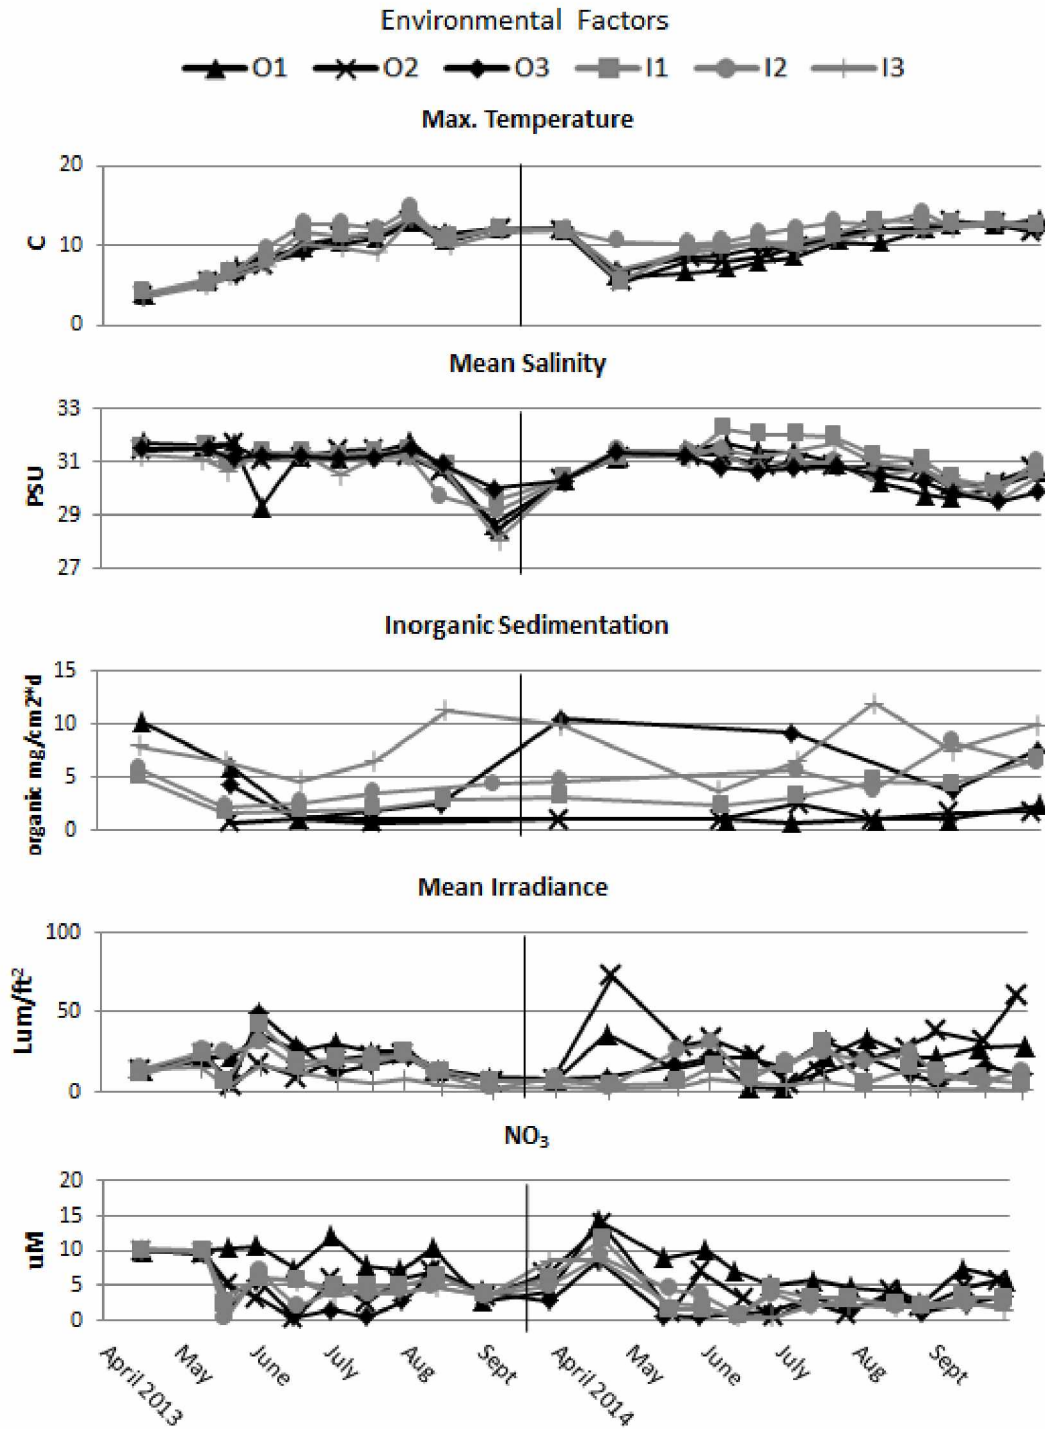 Environmental Factors
O1 O2 O3 I1 I2 I3
Max. Temperature
20
10
0
C
Mean Salinity
33
31
29
27
PSU
Inorganic Sedimentation
15
10
5
0
organic mg/cm2*d
Mean Irradiance
100
50
0
Lum/ft²
NO₃
20
15
10
5
0
uM
April 2013 May June July Aug Sept April 2014 May June July Aug Sept